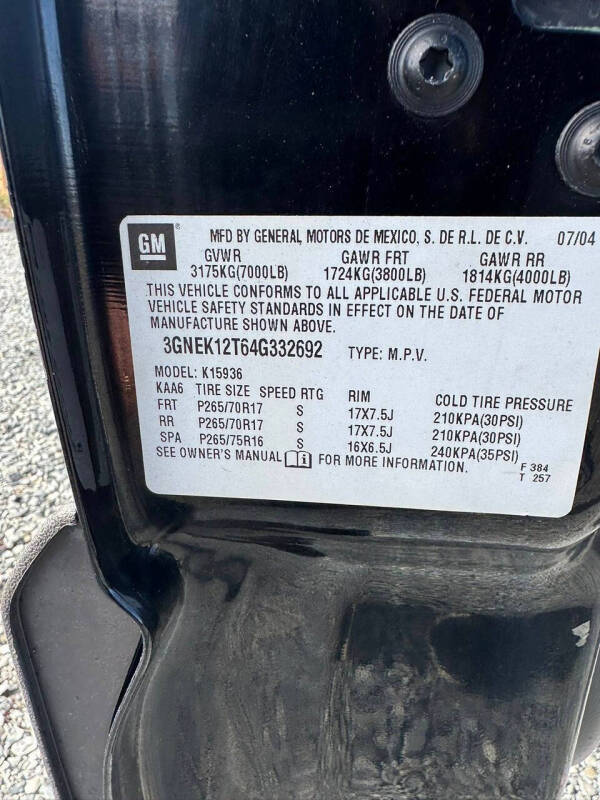 GM ® MFD BY GENERAL MOTORS DE MEXICO, S. DE R.L. DE C.V. 07/04
GVWR GAWR FRT GAWR RR
3175KG(7000LB) 1724KG(3800LB) 1814KG(4000LB)
THIS VEHICLE CONFORMS TO ALL APPLICABLE U.S. FEDERAL MOTOR
VEHICLE SAFETY STANDARDS IN EFFECT ON THE DATE OF
MANUFACTURE SHOWN ABOVE.
3GNEK12T64G332692 TYPE: M.P.V.
MODEL: K15936
KAA6 TIRE SIZE SPEED RTG RIM COLD TIRE PRESSURE
FRT P265/70R17 S 17X7.5J 210KPA(30PSI)
RR P265/70R17 S 17X7.5J 210KPA(30PSI)
SPA P265/75R16 S 16X6.5J 240KPA(35PSI)
SEE OWNER'S MANUAL FOR MORE INFORMATION. F 384
T 257